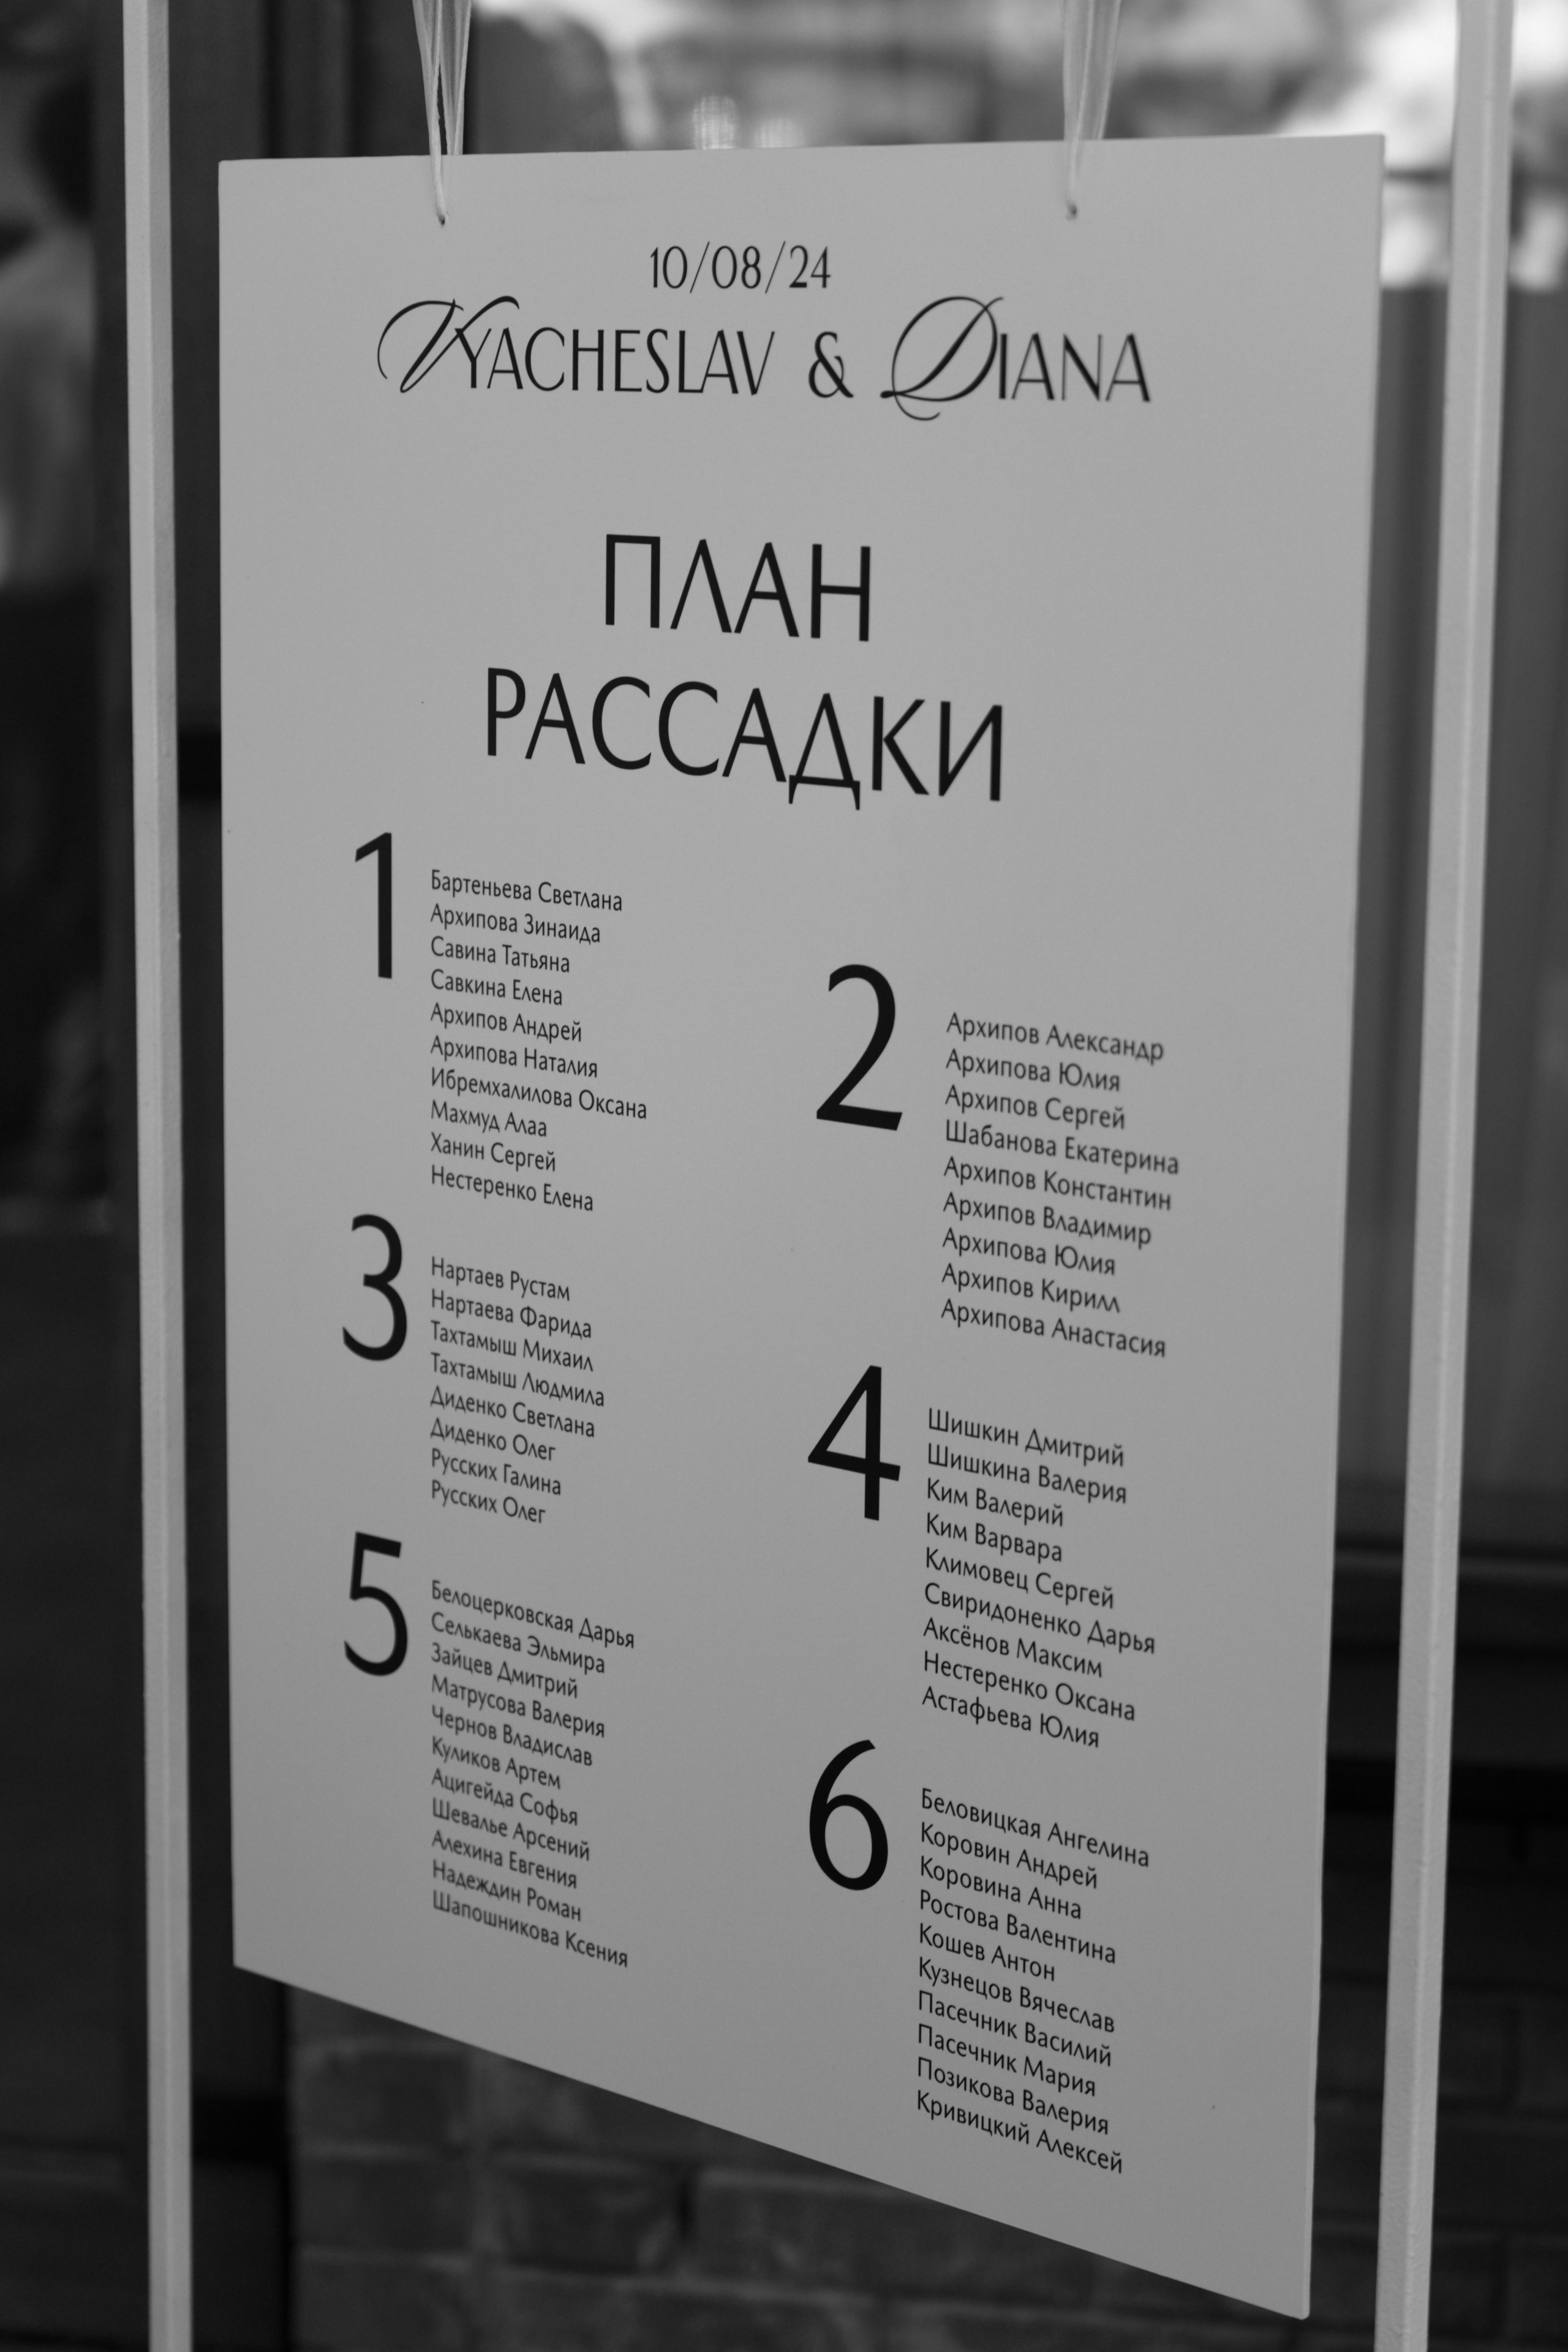 10/08/24
VYACHESLAV & DIANA
ПЛАН
РАССАДКИ
1
Бартеньева Светлана
Архипова Зинаида
Савина Татьяна
Савкина Елена
Архипов Андрей
Архипова Наталия
Ибремхалилова Оксана
Махмуд Алаа
Ханин Сергей
Нестеренко Елена
2
Архипов Александр
Архипова Юлия
Архипов Сергей
Шабанова Екатерина
Архипов Константин
Архипов Владимир
Архипова Юлия
Архипов Кирилл
Архипова Анастасия
3
Нартаев Рустам
Нартаева Фарида
Тахтамыш Михаил
Тахтамыш Людмила
Диденко Светлана
Диденко Олег
Русских Галина
Русских Олег
4
Шишкин Дмитрий
Шишкина Валерия
Ким Валерий
Ким Варвара
Климовец Сергей
Свиридоненко Дарья
Аксёнов Максим
Нестеренко Оксана
Астафьева Юлия
5
Белоцерковская Дарья
Селькаева Эльмира
Зайцев Дмитрий
Матрусова Валерия
Чернов Владислав
Куликов Артем
Ацигейда Софья
Шевалье Арсений
Алехина Евгения
Надеждин Роман
Шапошникова Ксения
6
Беловицкая Ангелина
Коровин Андрей
Коровина Анна
Ростова Валентина
Кошев Антон
Кузнецов Вячеслав
Пасечник Василий
Пасечник Мария
Позикова Валерия
Кривицкий Алексей